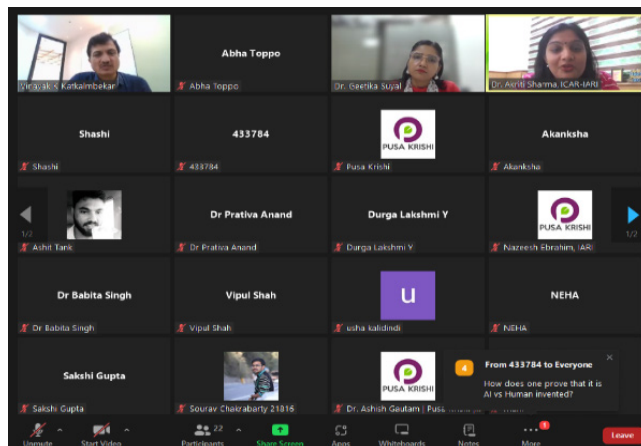 Vinayak S Katkalmbekar
Abha Toppo
Abha Toppo
Dr. Geetika Suyal
Dr. Akriti Sharma, ICAR-IARI
Shashi
Shashi
433784
433784
PUSA KRISHI
Pusa Krishi
Akanksha
Akanksha
1/2
Ashit Tank
Dr Prativa Anand
Dr Prativa Anand
Durga Lakshmi Y
Durga Lakshmi Y
PUSA KRISHI
Nazeesh Ebrahim, IARI
1/2
Dr Babita Singh
Dr Babita Singh
Vipul Shah
Vipul Shah
u
usha kalidindi
NEHA
NEHA
Sakshi Gupta
Sakshi Gupta
Sourav Chakrabarty 21816
PUSA KRISHI
Dr. Ashish Gautam | Pusa
4
From 433784 to Everyone
How does one prove that it is
AI vs Human invented?
Unmute
Start Video
Participants
22
Share Screen
Apps
Whiteboards
Notes
More
1
Leave